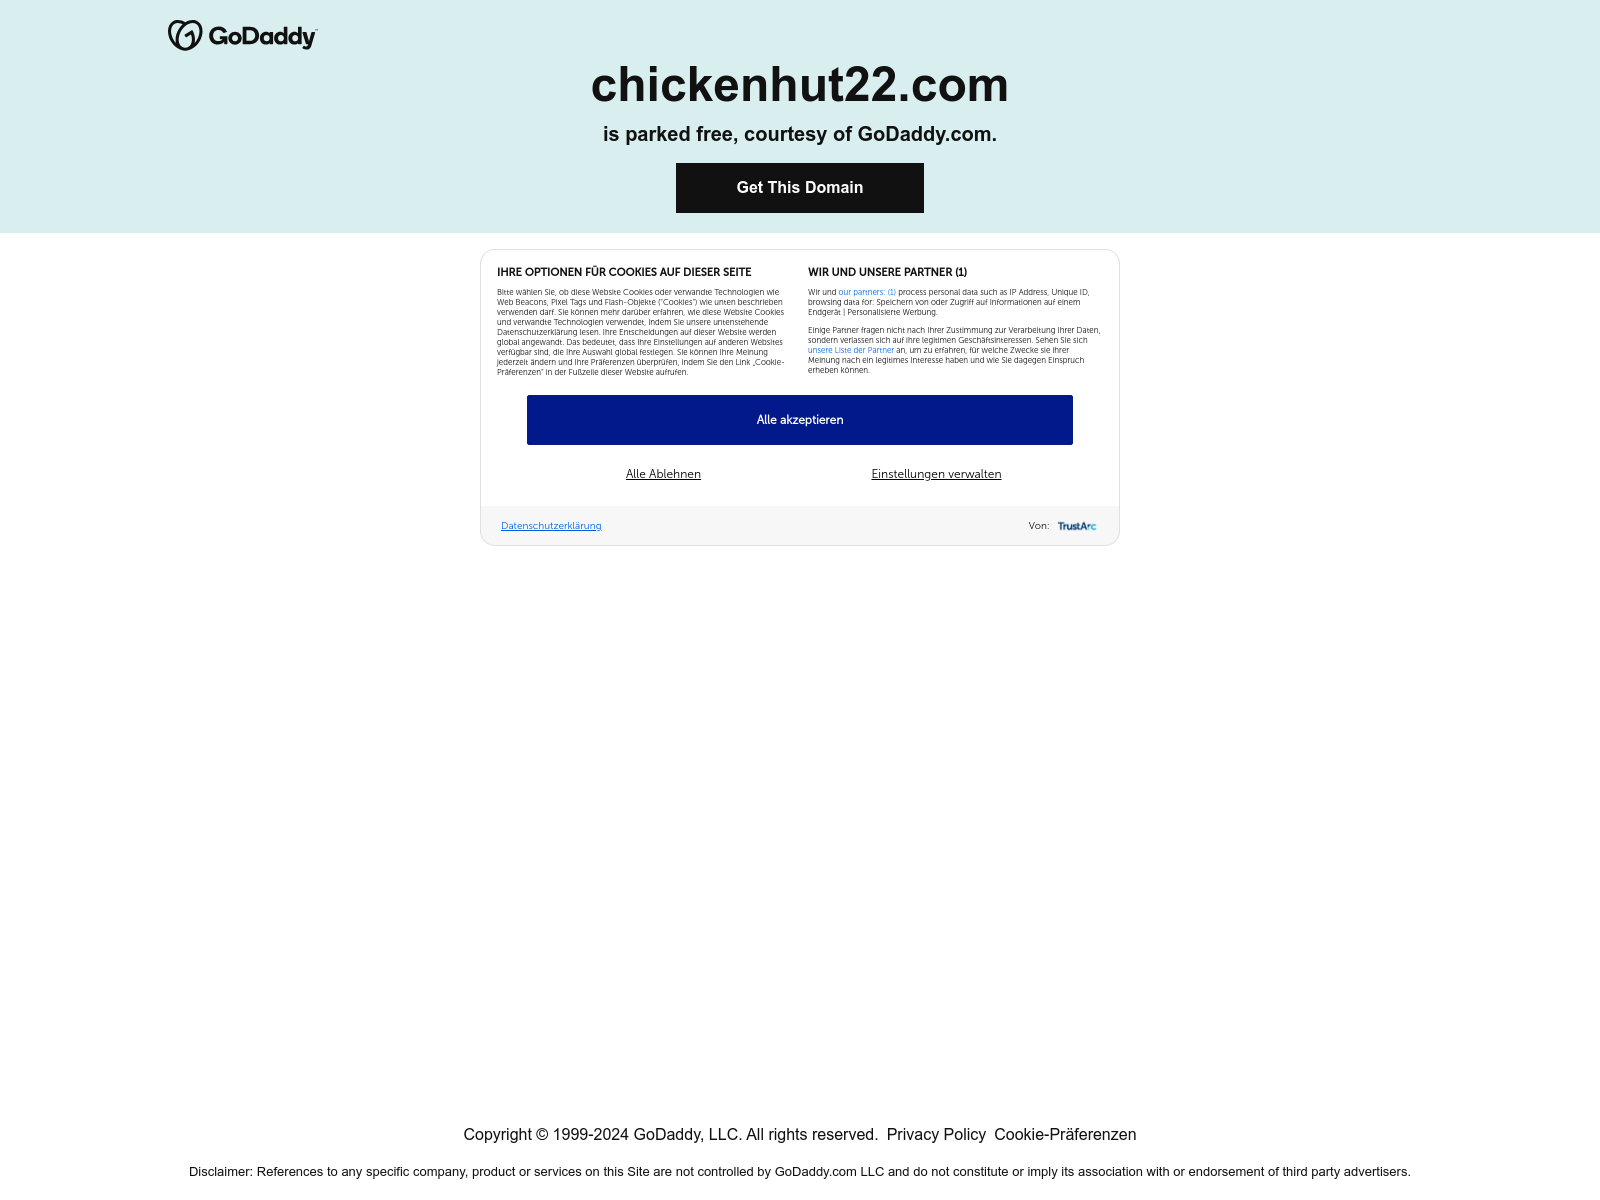 GoDaddy
chickenhut22.com
is parked free, courtesy of GoDaddy.com.
Get This Domain
IHRE OPTIONEN FÜR COOKIES AUF DIESER SEITE
Bitte wählen Sie, ob diese Website Cookies oder verwandte Technologien wie
Web Beacons, Pixel Tags und Flash-Objekte ("Cookies") wie unten beschrieben
verwenden darf. Sie können mehr darüber erfahren, wie diese Website Cookies
und verwandte Technologien verwendet, indem Sie unsere untenstehende
Datenschutzerklärung lesen. Ihre Entscheidungen auf dieser Website werden
global angewandt. Das bedeutet, dass Ihre Einstellungen auf anderen Websites
verfügbar sind, die Ihre Auswahl global festlegen. Sie können Ihre Meinung
jederzeit ändern und Ihre Präferenzen überprüfen, indem Sie den Link „Cookie-
Präferenzen" in der Fußzeile dieser Website aufrufen.
WIR UND UNSERE PARTNER (1)
Wir und our partners: (1) process personal data such as IP Address, Unique ID,
browsing data for: Speichern von oder Zugriff auf Informationen auf einem
Endgerät | Personalisierte Werbung.
Einige Partner fragen nicht nach Ihrer Zustimmung zur Verarbeitung Ihrer Daten,
sondern verlassen sich auf ihre legitimen Geschäftsinteressen. Sehen Sie sich
unsere Liste der Partner an, um zu erfahren, für welche Zwecke sie Ihrer
Meinung nach ein legitimes Interesse haben und wie Sie dagegen Einspruch
erheben können.
Alle akzeptieren
Alle Ablehnen
Einstellungen verwalten
Datenschutzerklärung
Von: TrustArc
Copyright © 1999-2024 GoDaddy, LLC. All rights reserved. Privacy Policy Cookie-Präferenzen
Disclaimer: References to any specific company, product or services on this Site are not controlled by GoDaddy.com LLC and do not constitute or imply its association with or endorsement of third party advertisers.